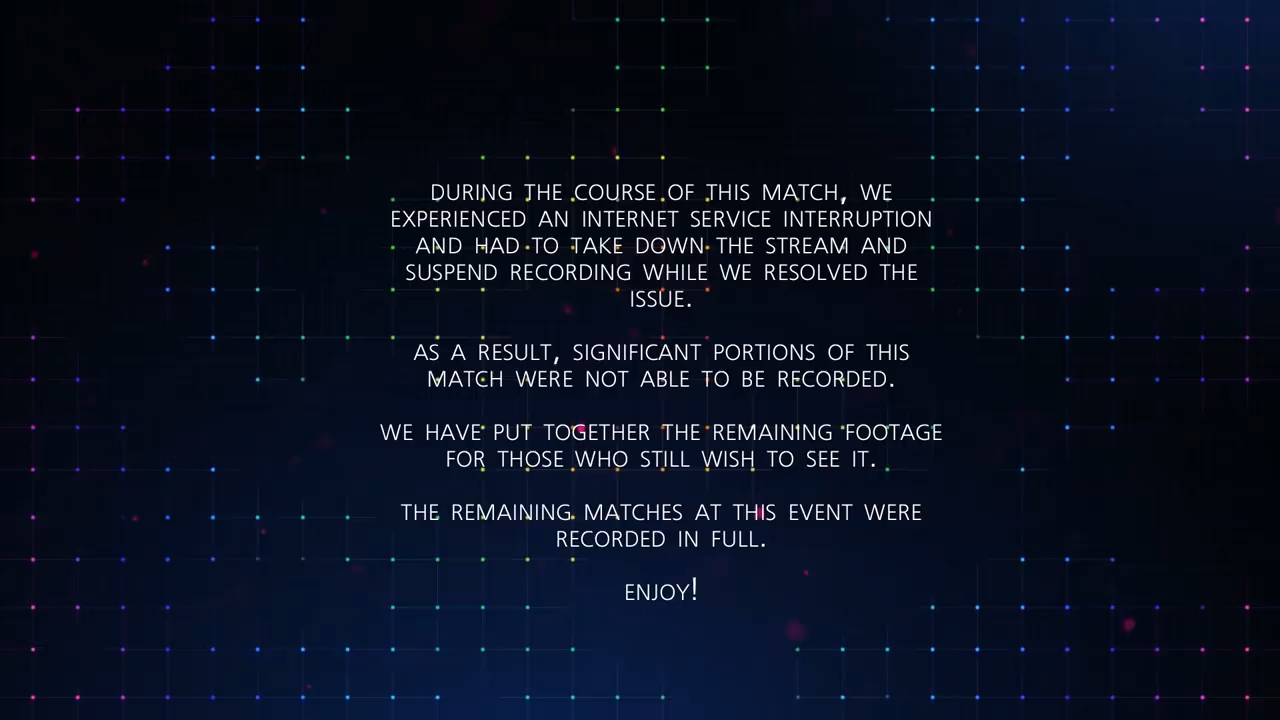 DURING THE COURSE OF THIS MATCH, WE
EXPERIENCED AN INTERNET SERVICE INTERRUPTION
AND HAD TO TAKE DOWN THE STREAM AND
SUSPEND RECORDING WHILE WE RESOLVED THE
ISSUE.
AS A RESULT, SIGNIFICANT PORTIONS OF THIS
MATCH WERE NOT ABLE TO BE RECORDED.
WE HAVE PUT TOGETHER THE REMAINING FOOTAGE
FOR THOSE WHO STILL WISH TO SEE IT.
THE REMAINING MATCHES AT THIS EVENT WERE
RECORDED IN FULL.
ENJOY!